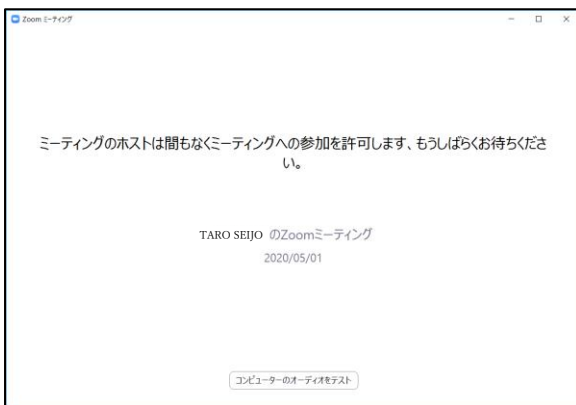 Zoom ミーティング
ミーティングのホストは間もなくミーティングへの参加を許可します、もうしばらくお待ちくださ
い。
TARO SEIJO のZoomミーティング
2020/05/01
コンピューターのオーディオをテスト